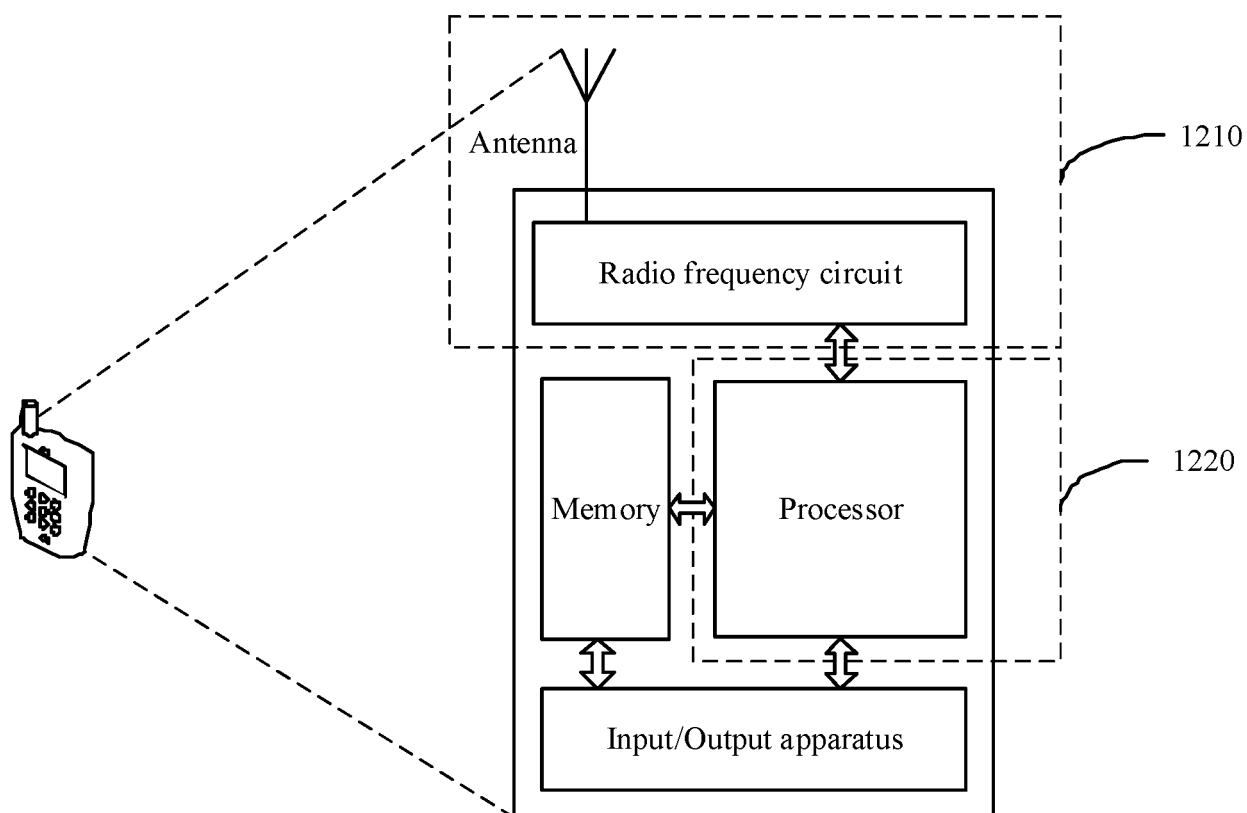 Antenna
1210
Radio frequency circuit
1220
Memory
Processor
Input/Output apparatus